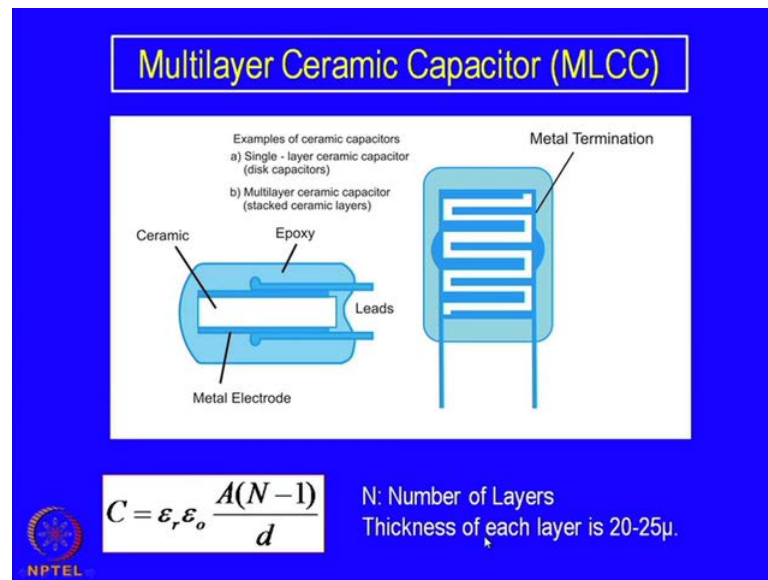 Multilayer Ceramic Capacitor (MLCC)
Examples of ceramic capacitors
a) Single - layer ceramic capacitor
(disk capacitors)
b) Multilayer ceramic capacitor
(stacked ceramic layers)
Metal Termination
Ceramic
Epoxy
Leads
Metal Electrode
C = εᵣ εₒ A(N−1) / d
N: Number of Layers
Thickness of each layer is 20-25μ.
NPTEL